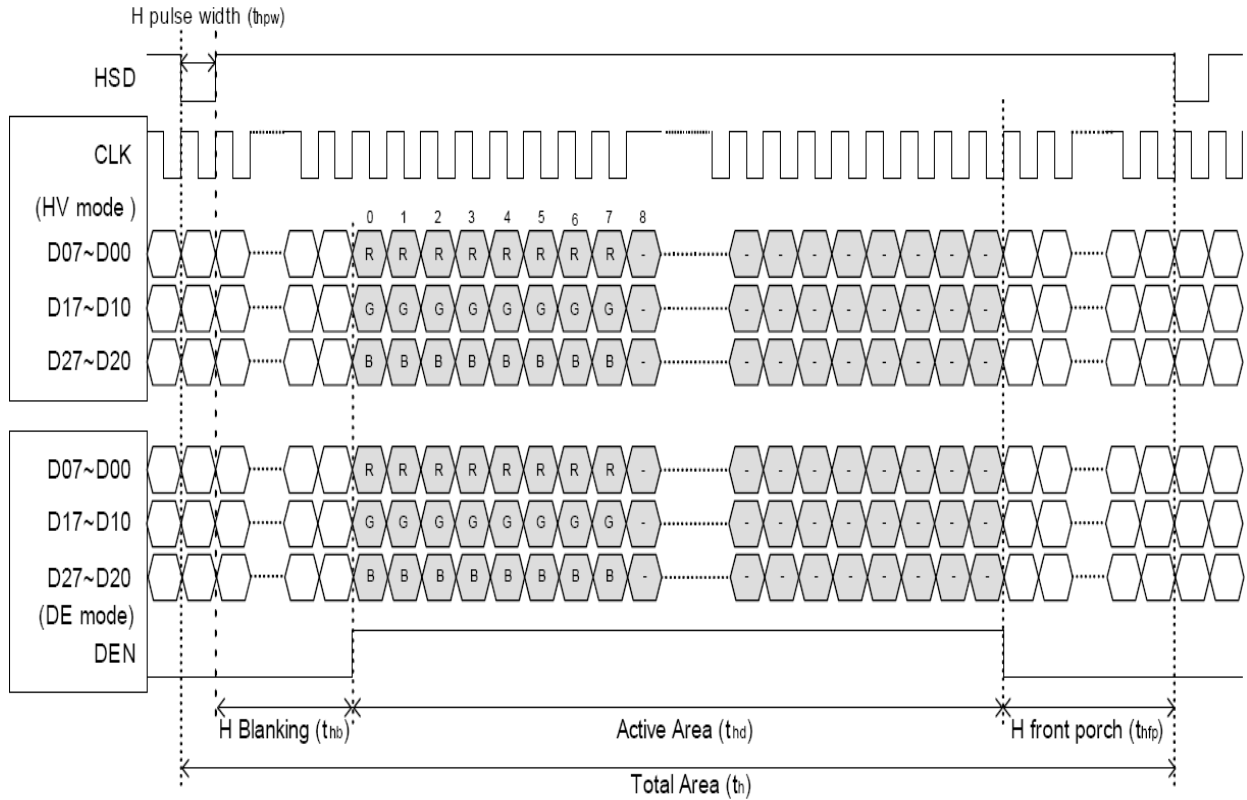 H pulse width (thpw)
HSD
CLK
(HV mode )
0 1 2 3 4 5 6 7 8
D07~D00 R R R R R R R R - - - - - - - - -
D17~D10 G G G G G G G G - - - - - - - - -
D27~D20 B B B B B B B B - - - - - - - - -
D07~D00 R R R R R R R R - - - - - - - - -
D17~D10 G G G G G G G G - - - - - - - - -
D27~D20 B B B B B B B B - - - - - - - - -
(DE mode)
DEN
H Blanking (thb) Active Area (thd) H front porch (thfp)
Total Area (th)